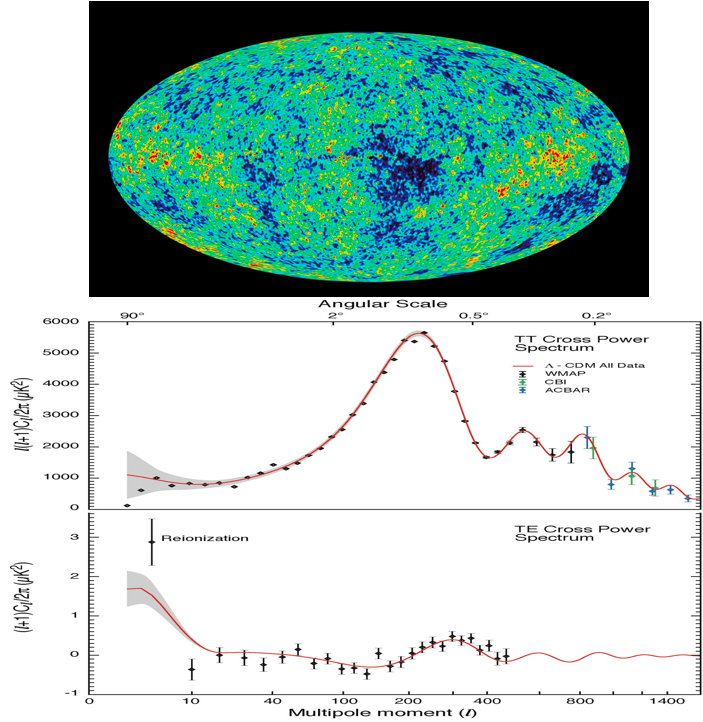 Angular Scale
90° 2° 0.5° 0.2°
6000
5000
4000
3000
2000
1000
0
l(l+1)Cl/2π (μK²)
TT Cross Power
Spectrum
Λ - CDM All Data
WMAP
CBI
ACBAR
TE Cross Power
Spectrum
Reionization
3
2
1
0
-1
(l+1)Cl/2π (μK²)
0 10 40 100 200 400 800 1400
Multipole moment (l)